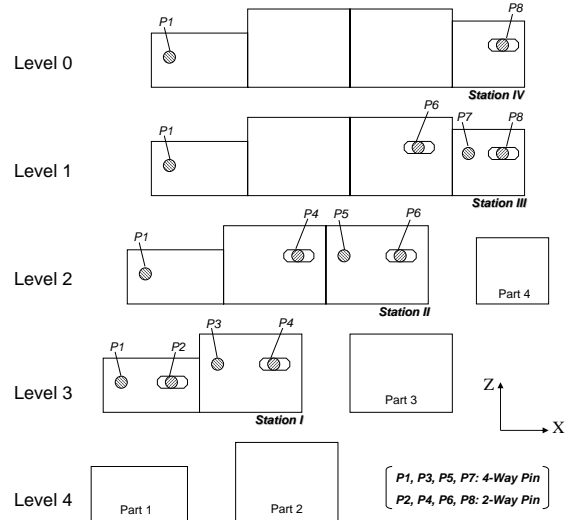 Level 0
P1
P8
Station IV
Level 1
P1
P6
P7
P8
Station III
Level 2
P1
P4
P5
P6
Part 4
Station II
Level 3
P1
P2
P3
P4
Part 3
Station I
Z
X
Level 4
Part 1
Part 2
P1, P3, P5, P7: 4-Way Pin
P2, P4, P6, P8: 2-Way Pin